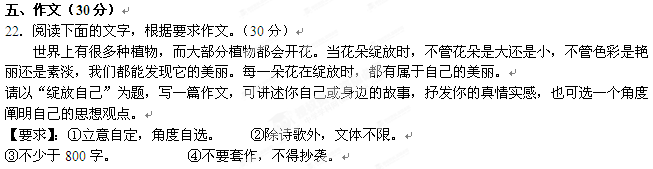 五、作文(30 分)
22. 阅读下面的文字，根据要求作文。(30 分)
世界上有很多种植物，而大部分植物都会开花。当花朵绽放时，不管花朵是大还是小，不管色彩是艳
丽还是素淡，我们都能发现它的美丽。每一朵花在绽放时，都有属于自己的美丽。
请以“绽放自己”为题，写一篇作文，可讲述你自己或身边的故事，抒发你的真情实感，也可选一个角度
阐明自己的思想观点。
【要求】：①立意自定，角度自选。 ②除诗歌外，文体不限。
③不少于 800 字。 ④不要套作，不得抄袭。